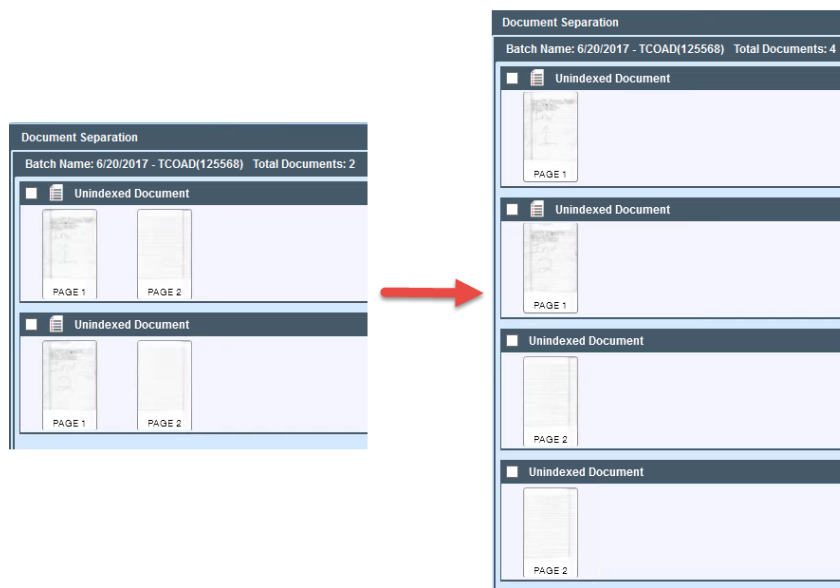 Document Separation
Batch Name: 6/20/2017 - TCOAD(125568) Total Documents: 2
Unindexed Document
PAGE 1 PAGE 2
Unindexed Document
PAGE 1 PAGE 2
Document Separation
Batch Name: 6/20/2017 - TCOAD(125568) Total Documents: 4
Unindexed Document
PAGE 1
Unindexed Document
PAGE 1
Unindexed Document
PAGE 2
Unindexed Document
PAGE 2